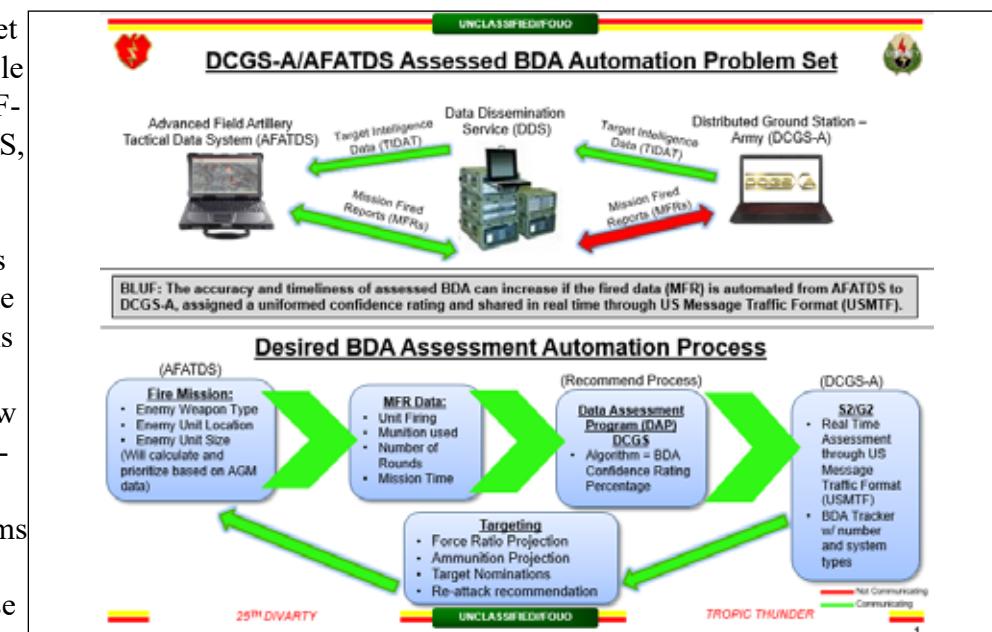 et
le
F-
S,
s
e
is
w
-
ms
se
UNCLASSIFIED//FOUO
DCGS-A/AFATDS Assessed BDA Automation Problem Set
Advanced Field Artillery
Tactical Data System (AFATDS)
Target Intelligence
Data (TIDAT)
Mission Fired
Reports (MFRs)
Data Dissemination
Service (DDS)
Target Intelligence
Data (TIDAT)
Mission Fired
Reports (MFRs)
Distributed Ground Station –
Army (DCGS-A)
BLUF: The accuracy and timeliness of assessed BDA can increase if the fired data (MFR) is automated from AFATDS to
DCGS-A, assigned a uniformed confidence rating and shared in real time through US Message Traffic Format (USMTF).
Desired BDA Assessment Automation Process
(AFATDS)
Fire Mission:
• Enemy Weapon Type
• Enemy Unit Location
• Enemy Unit Size
(Will calculate and
prioritize based on AGM
data)
MFR Data:
• Unit Firing
• Munition used
• Number of
Rounds
• Mission Time
(Recommend Process)
Data Assessment
Program (DAP)
DCGS
• Algorithm = BDA
Confidence Rating
Percentage
(DCGS-A)
S2/G2
• Real Time
Assessment
through US
Message
Traffic Format
(USMTF)
• BDA Tracker
w/ number
and system
types
Targeting
• Force Ratio Projection
• Ammunition Projection
• Target Nominations
• Re-attack recommendation
Not Communicating
Communicating
25TH DIVARTY
UNCLASSIFIED//FOUO
TROPIC THUNDER
1